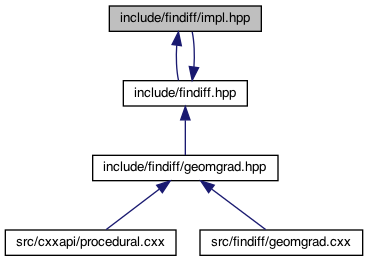 include/findiff/impl.hpp
include/findiff.hpp
include/findiff/geomgrad.hpp
src/cxxapi/procedural.cxx
src/findiff/geomgrad.cxx